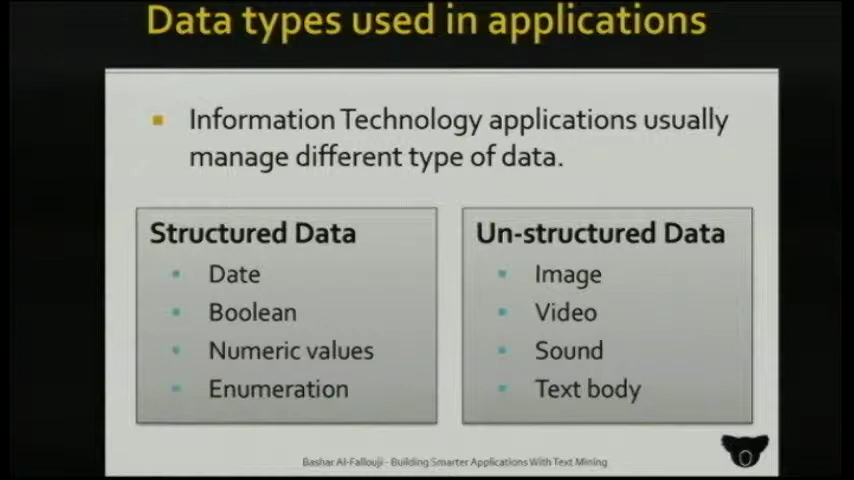 Data types used in applications
Information Technology applications usually
manage different type of data.
Structured Data
Date
Boolean
Numeric values
Enumeration
Un-structured Data
Image
Video
Sound
Text body
Bashar Al-Fallouji - Building Smarter Applications With Text Mining